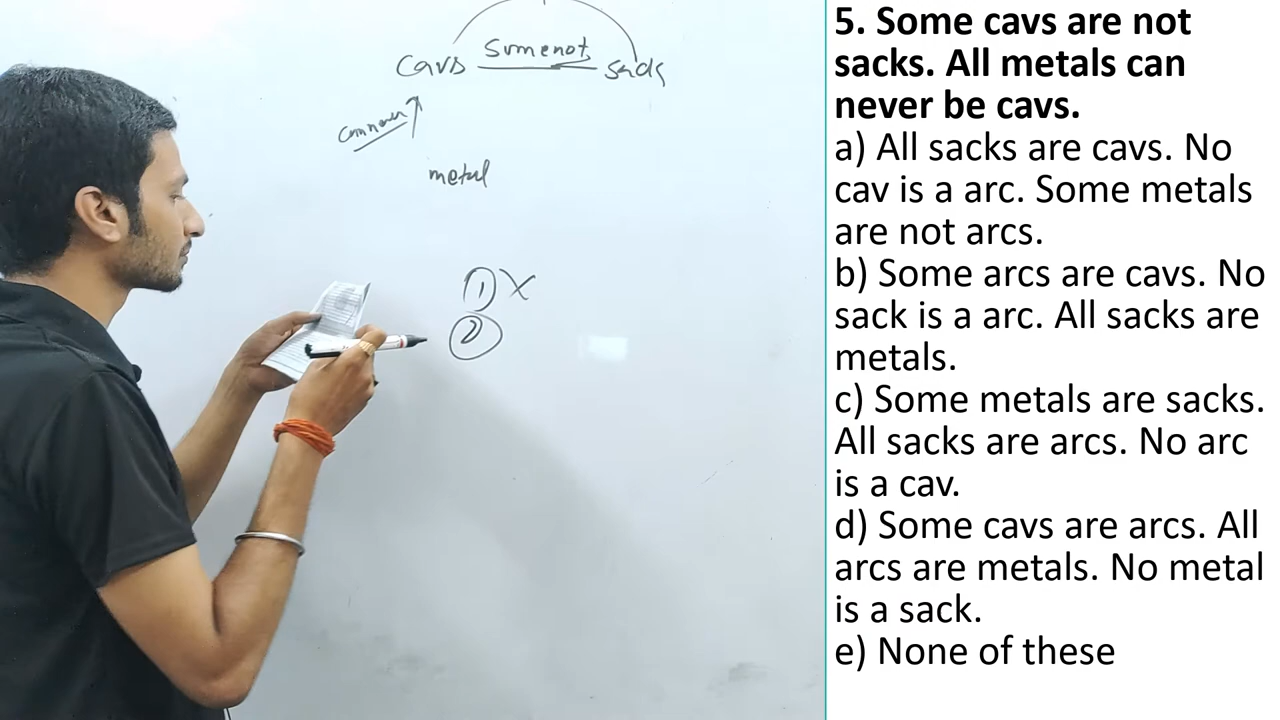 cavs Somenot sads
can never
metal
1 X
2
5. Some cavs are not
sacks. All metals can
never be cavs.
a) All sacks are cavs. No
cav is a arc. Some metals
are not arcs.
b) Some arcs are cavs. No
sack is a arc. All sacks are
metals.
c) Some metals are sacks.
All sacks are arcs. No arc
is a cav.
d) Some cavs are arcs. All
arcs are metals. No metal
is a sack.
e) None of these